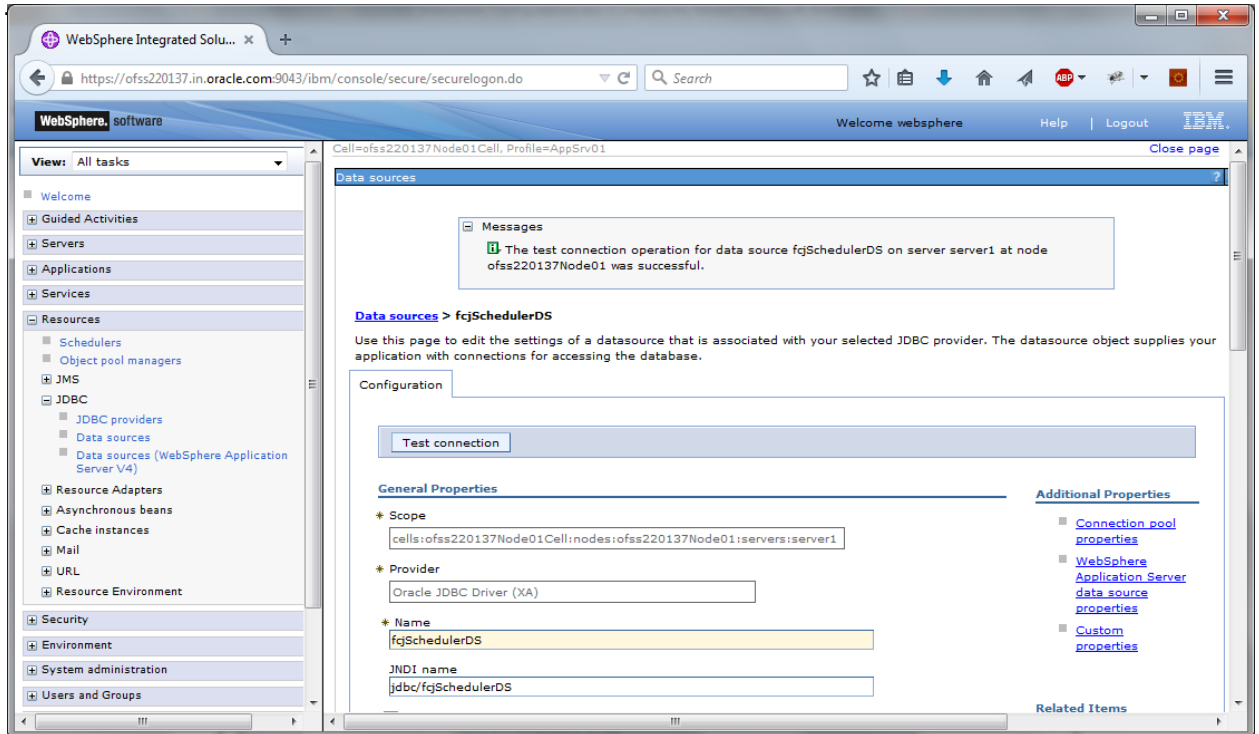 WebSphere Integrated Solu...
https://ofss220137.in.oracle.com:9043/ibm/console/secure/securelogon.do
Search
ABP
WebSphere. software
Welcome websphere
Help | Logout
IBM.
View: All tasks
Welcome
Guided Activities
Servers
Applications
Services
Resources
Schedulers
Object pool managers
JMS
JDBC
JDBC providers
Data sources
Data sources (WebSphere Application
Server V4)
Resource Adapters
Asynchronous beans
Cache instances
Mail
URL
Resource Environment
Security
Environment
System administration
Users and Groups
Cell=ofss220137Node01Cell, Profile=AppSrv01
Close page
Data sources
?
Messages
The test connection operation for data source fcjSchedulerDS on server server1 at node
ofss220137Node01 was successful.
Data sources > fcjSchedulerDS
Use this page to edit the settings of a datasource that is associated with your selected JDBC provider. The datasource object supplies your
application with connections for accessing the database.
Configuration
Test connection
General Properties
* Scope
cells:ofss220137Node01Cell:nodes:ofss220137Node01:servers:server1
* Provider
Oracle JDBC Driver (XA)
* Name
fcjSchedulerDS
JNDI name
jdbc/fcjSchedulerDS
Additional Properties
Connection pool
properties
WebSphere
Application Server
data source
properties
Custom
properties
Related Items